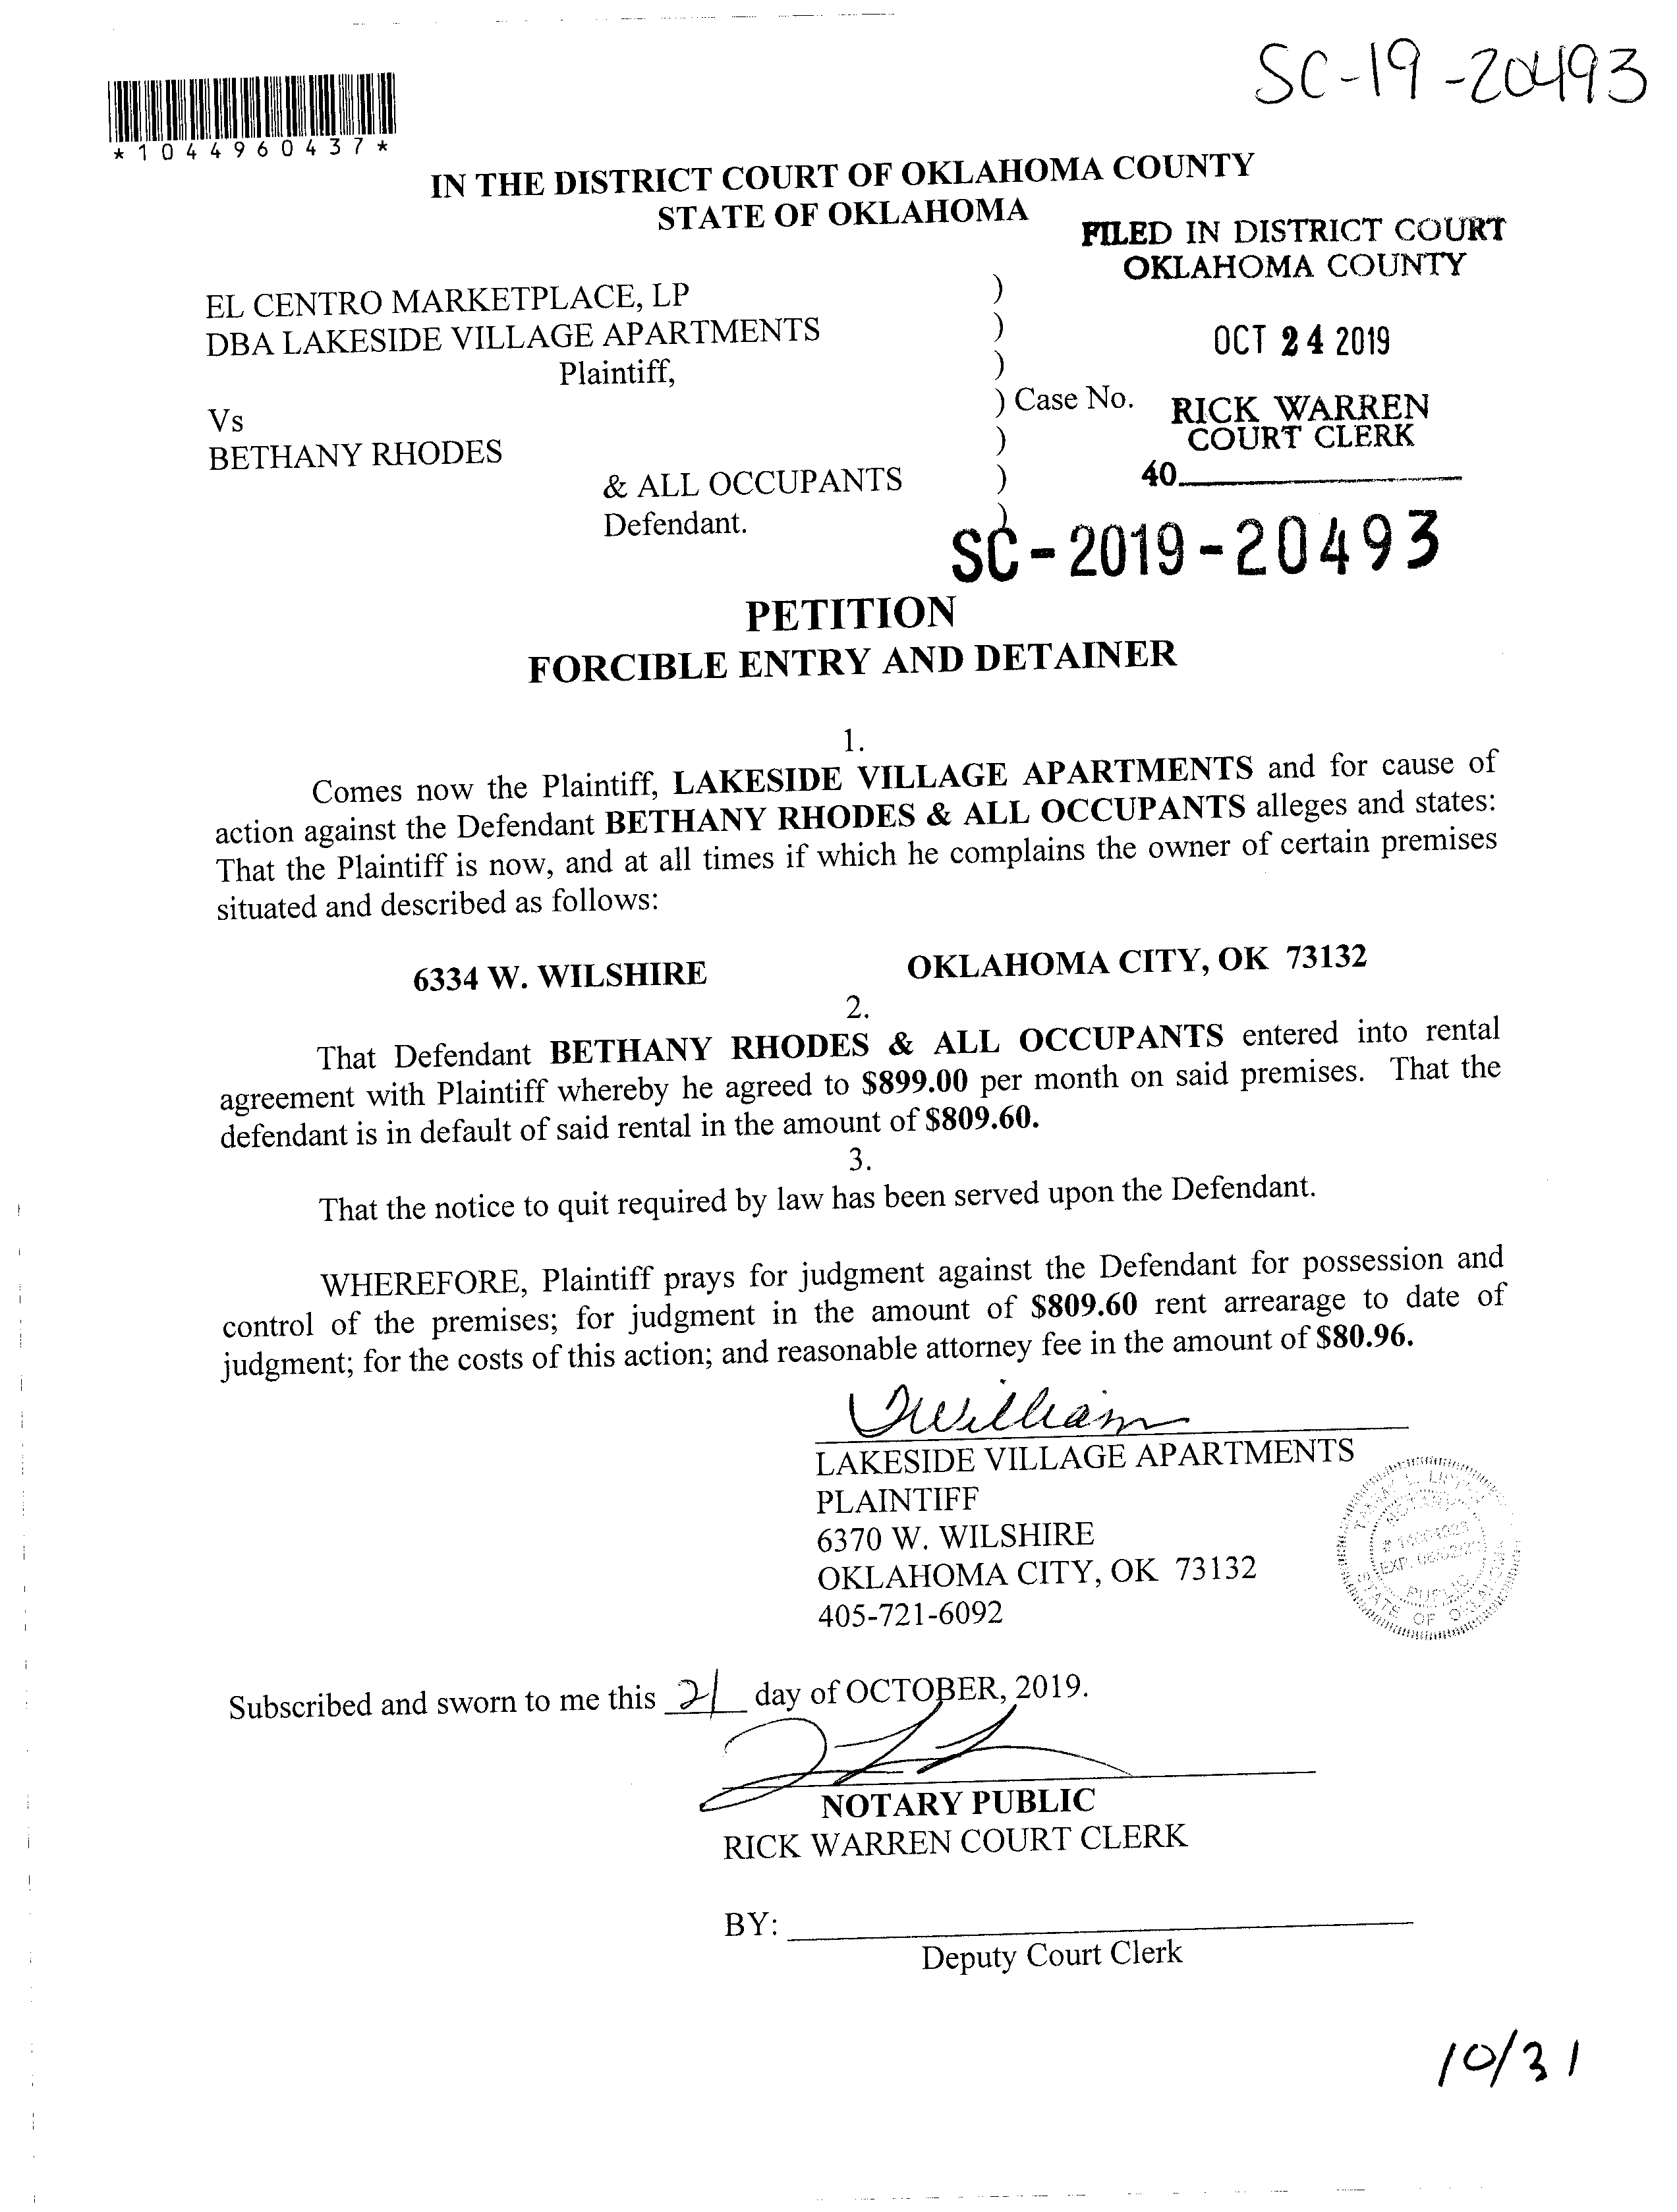 SC-19-20493
*1044960437*
IN THE DISTRICT COURT OF OKLAHOMA COUNTY
STATE OF OKLAHOMA
FILED IN DISTRICT COURT
OKLAHOMA COUNTY
EL CENTRO MARKETPLACE, LP )
DBA LAKESIDE VILLAGE APARTMENTS )
OCT 24 2019
Plaintiff, )
Vs ) Case No.
RICK WARREN
COURT CLERK
BETHANY RHODES )
& ALL OCCUPANTS )
40
Defendant. )
SC-2019-20493
PETITION
FORCIBLE ENTRY AND DETAINER
1.
Comes now the Plaintiff, LAKESIDE VILLAGE APARTMENTS and for cause of
action against the Defendant BETHANY RHODES & ALL OCCUPANTS alleges and states:
That the Plaintiff is now, and at all times if which he complains the owner of certain premises
situated and described as follows:
6334 W. WILSHIRE OKLAHOMA CITY, OK 73132
2.
That Defendant BETHANY RHODES & ALL OCCUPANTS entered into rental
agreement with Plaintiff whereby he agreed to $899.00 per month on said premises. That the
defendant is in default of said rental in the amount of $809.60.
3.
That the notice to quit required by law has been served upon the Defendant.
WHEREFORE, Plaintiff prays for judgment against the Defendant for possession and
control of the premises; for judgment in the amount of $809.60 rent arrearage to date of
judgment; for the costs of this action; and reasonable attorney fee in the amount of $80.96.
LAKESIDE VILLAGE APARTMENTS
PLAINTIFF
6370 W. WILSHIRE
OKLAHOMA CITY, OK 73132
405-721-6092
NOTARY
PUBLIC
STATE OF OKLAHOMA
Subscribed and sworn to me this 21 day of OCTOBER, 2019.
NOTARY PUBLIC
RICK WARREN COURT CLERK
BY:
Deputy Court Clerk
10/31